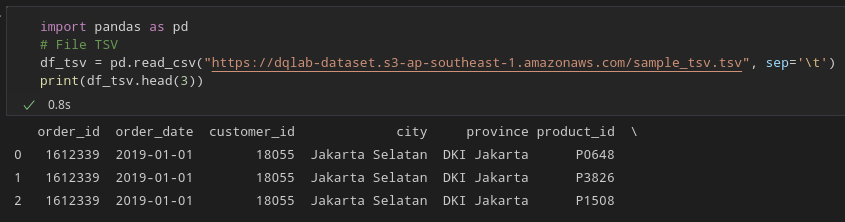 import pandas as pd
# File TSV
df_tsv = pd.read_csv("https://dqlab-dataset.s3-ap-southeast-1.amazonaws.com/sample_tsv.tsv", sep='\t')
print(df_tsv.head(3))
✓ 0.8s
order_id order_date customer_id city province product_id \
0 1612339 2019-01-01 18055 Jakarta Selatan DKI Jakarta P0648
1 1612339 2019-01-01 18055 Jakarta Selatan DKI Jakarta P3826
2 1612339 2019-01-01 18055 Jakarta Selatan DKI Jakarta P1508